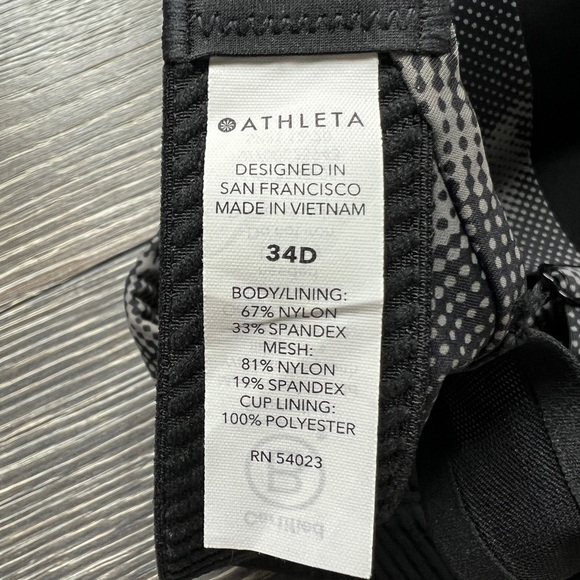 ATHLETA
DESIGNED IN
SAN FRANCISCO
MADE IN VIETNAM
34D
BODY/LINING:
67% NYLON
33% SPANDEX
MESH:
81% NYLON
19% SPANDEX
CUP LINING:
100% POLYESTER
RN 54023
B
Certified